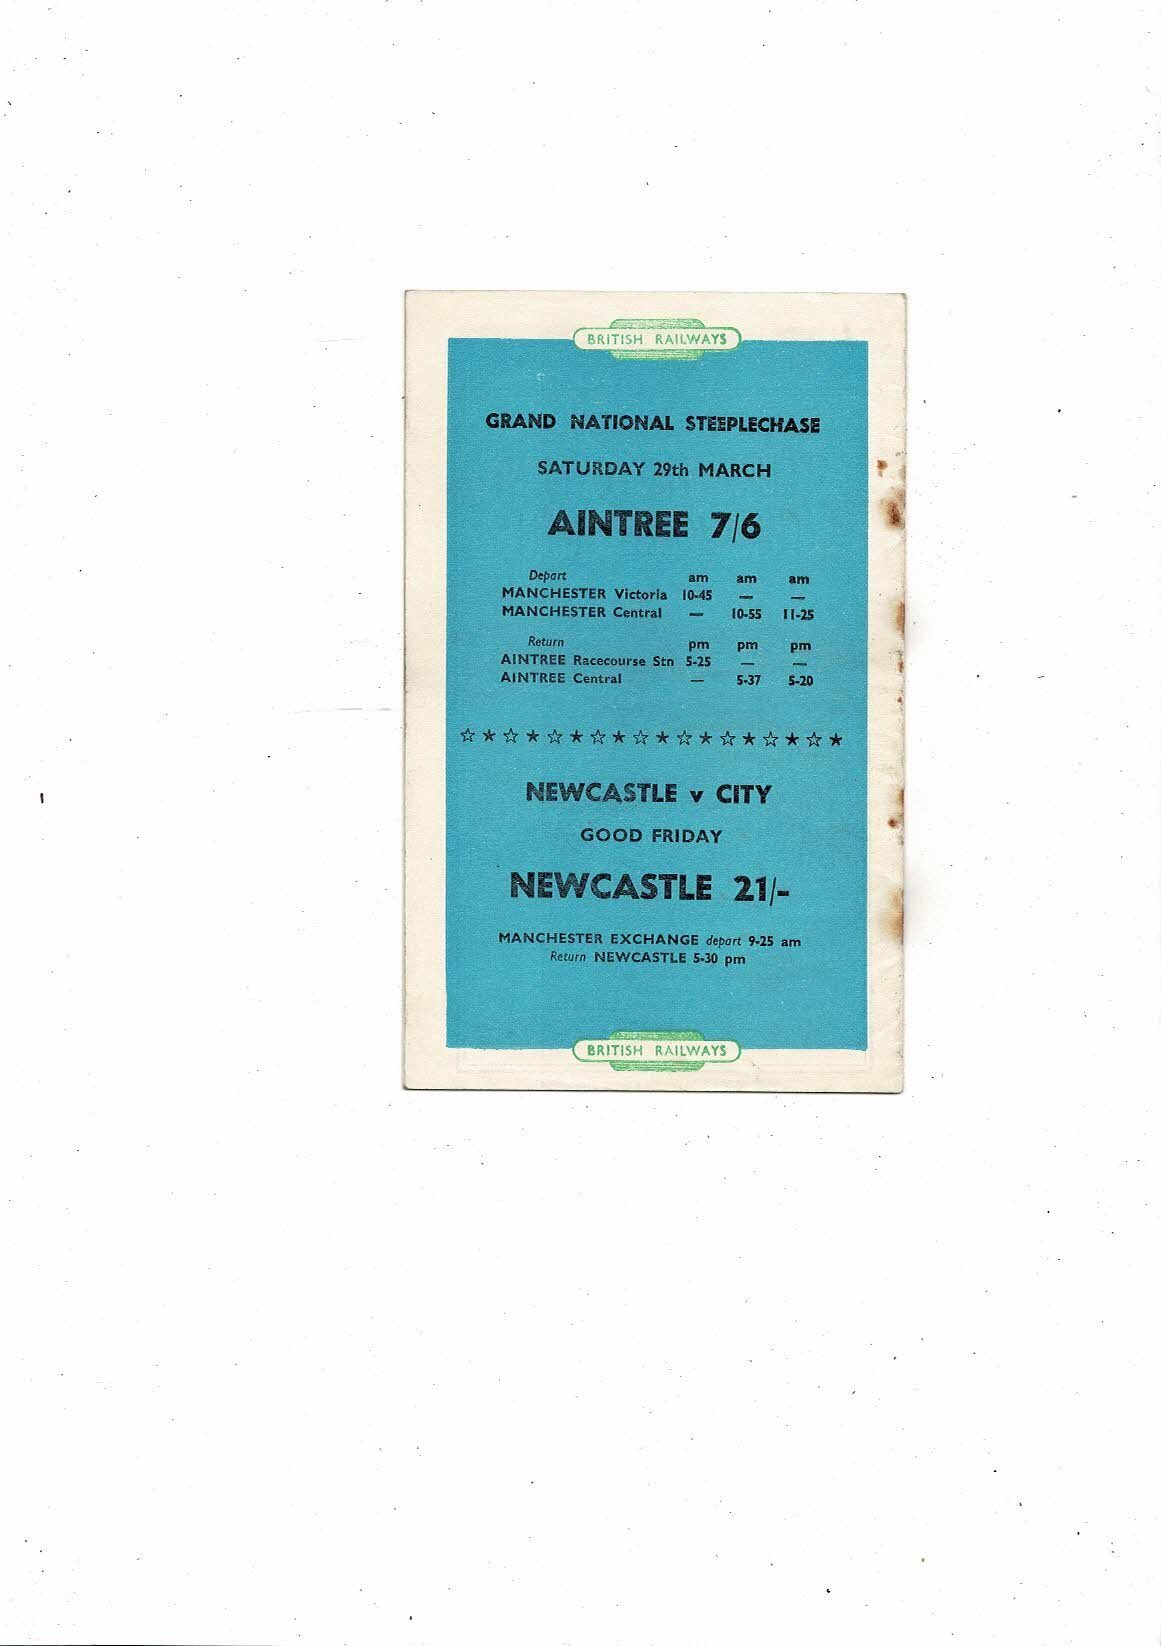 BRITISH RAILWAYS
GRAND NATIONAL STEEPLECHASE
SATURDAY 29th MARCH
AINTREE 7/6
Depart am am am
MANCHESTER Victoria 10-45 — —
MANCHESTER Central — 10-55 11-25
Return pm pm pm
AINTREE Racecourse Stn 5-25 — —
AINTREE Central — 5-37 5-20
NEWCASTLE v CITY
GOOD FRIDAY
NEWCASTLE 21/-
MANCHESTER EXCHANGE depart 9-25 am
Return NEWCASTLE 5-30 pm
BRITISH RAILWAYS